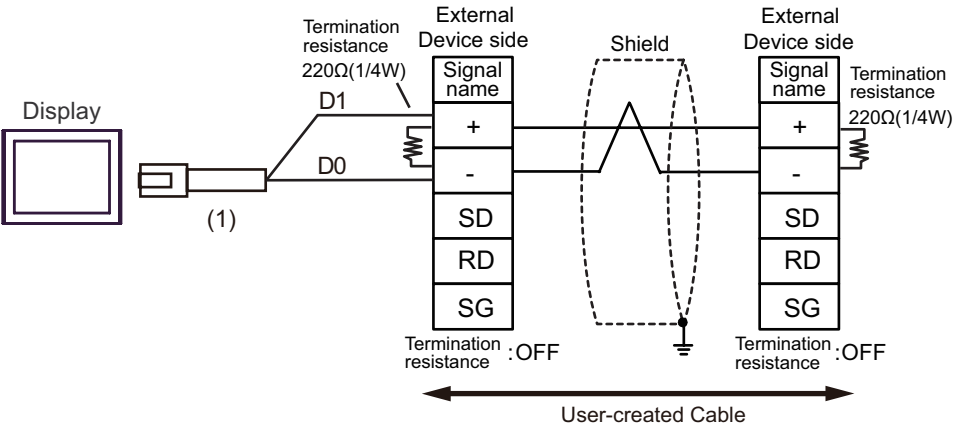 Display
(1)
D1
D0
Termination
resistance
220Ω(1/4W)
External
Device side
Signal
name
+
-
SD
RD
SG
Termination
resistance :OFF
Shield
External
Device side
Signal
name
+
-
SD
RD
SG
Termination
resistance
220Ω(1/4W)
Termination
resistance :OFF
User-created Cable